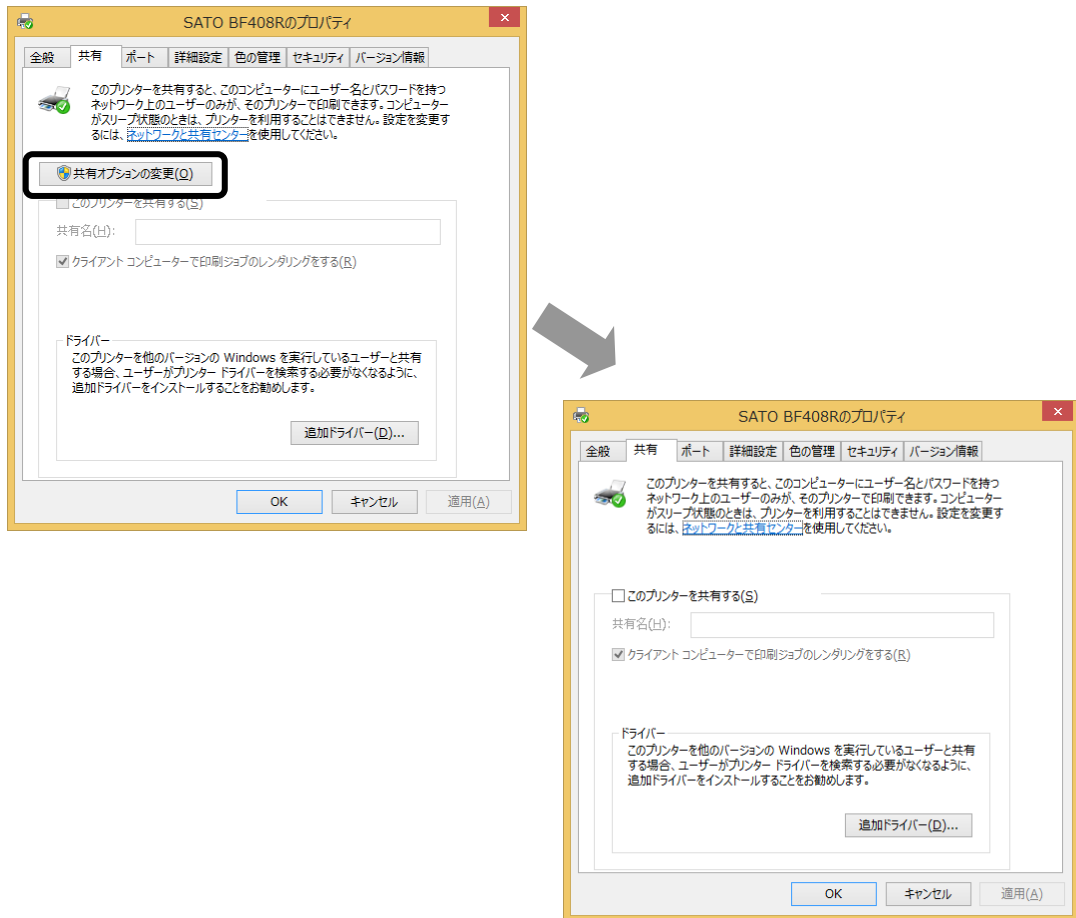 SATO BF408Rのプロパティ
全般 共有 ポート 詳細設定 色の管理 セキュリティ バージョン情報
このプリンターを共有すると、このコンピューターにユーザー名とパスワードを持つ
ネットワーク上のユーザーのみが、そのプリンターで印刷できます。コンピューター
がスリープ状態のときは、プリンターを利用することはできません。設定を変更す
るには、ネットワークと共有センターを使用してください。
共有オプションの変更(O)
このプリンターを共有する(S)
共有名(H):
クライアント コンピューターで印刷ジョブのレンダリングをする(R)
ドライバー
このプリンターを他のバージョンの Windows を実行しているユーザーと共有
する場合、ユーザーがプリンター ドライバーを検索する必要がなくなるように、
追加ドライバーをインストールすることをお勧めします。
追加ドライバー(D)...
OK キャンセル 適用(A)
SATO BF408Rのプロパティ
全般 共有 ポート 詳細設定 色の管理 セキュリティ バージョン情報
このプリンターを共有すると、このコンピューターにユーザー名とパスワードを持つ
ネットワーク上のユーザーのみが、そのプリンターで印刷できます。コンピューター
がスリープ状態のときは、プリンターを利用することはできません。設定を変更す
るには、ネットワークと共有センターを使用してください。
このプリンターを共有する(S)
共有名(H):
クライアント コンピューターで印刷ジョブのレンダリングをする(R)
ドライバー
このプリンターを他のバージョンの Windows を実行しているユーザーと共有
する場合、ユーザーがプリンター ドライバーを検索する必要がなくなるように、
追加ドライバーをインストールすることをお勧めします。
追加ドライバー(D)...
OK キャンセル 適用(A)